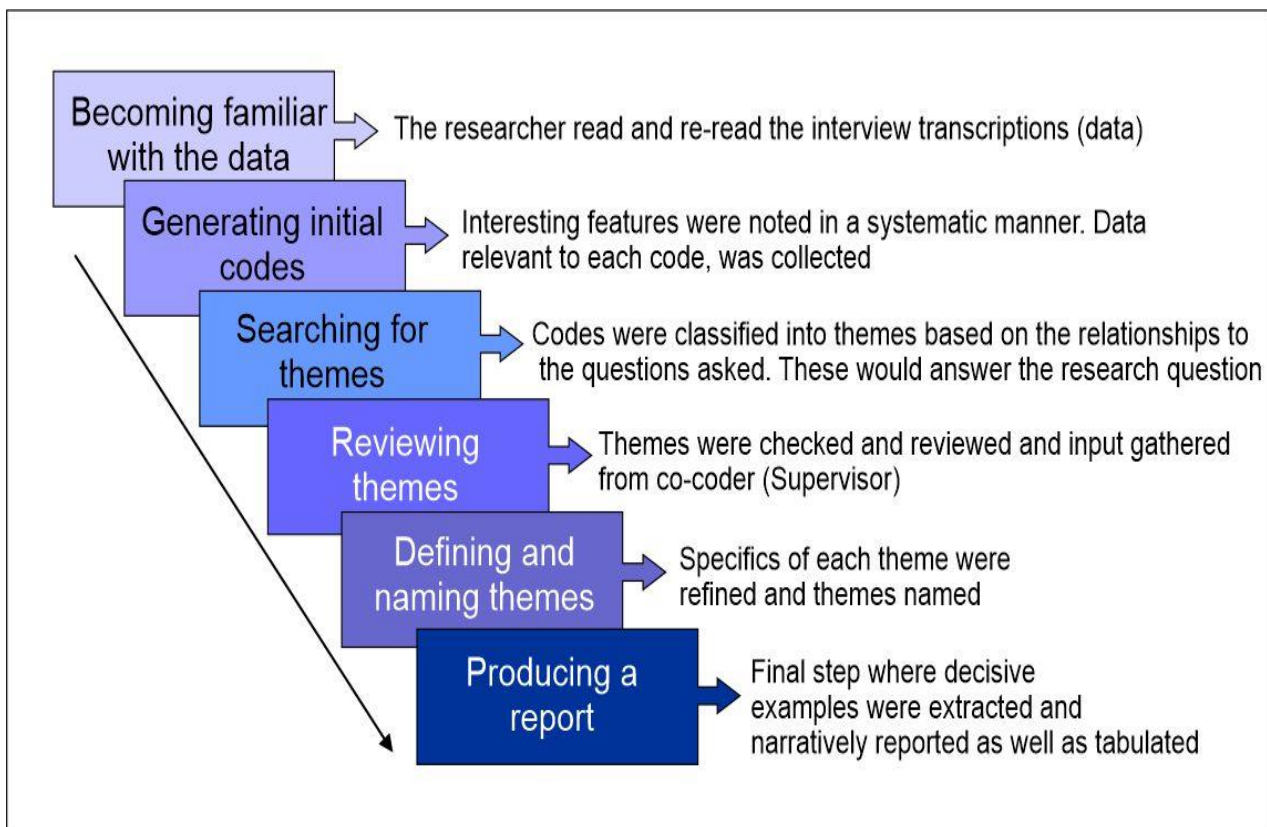 Becoming familiar
with the data
The researcher read and re-read the interview transcriptions (data)
Generating initial
codes
Interesting features were noted in a systematic manner. Data
relevant to each code, was collected
Searching for
themes
Codes were classified into themes based on the relationships to
the questions asked. These would answer the research question
Reviewing
themes
Themes were checked and reviewed and input gathered
from co-coder (Supervisor)
Defining and
naming themes
Specifics of each theme were
refined and themes named
Producing a
report
Final step where decisive
examples were extracted and
narratively reported as well as tabulated